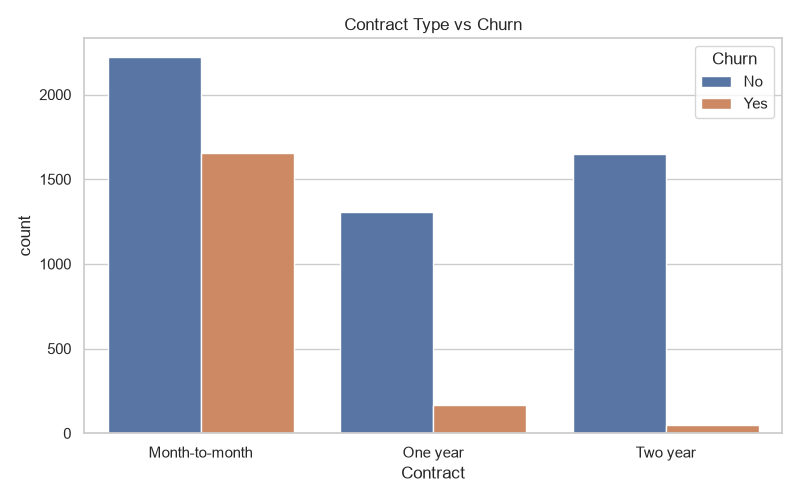 Contract Type vs Churn
Churn
No
Yes
2000
1500
1000
500
0
count
Month-to-month
One year
Two year
Contract